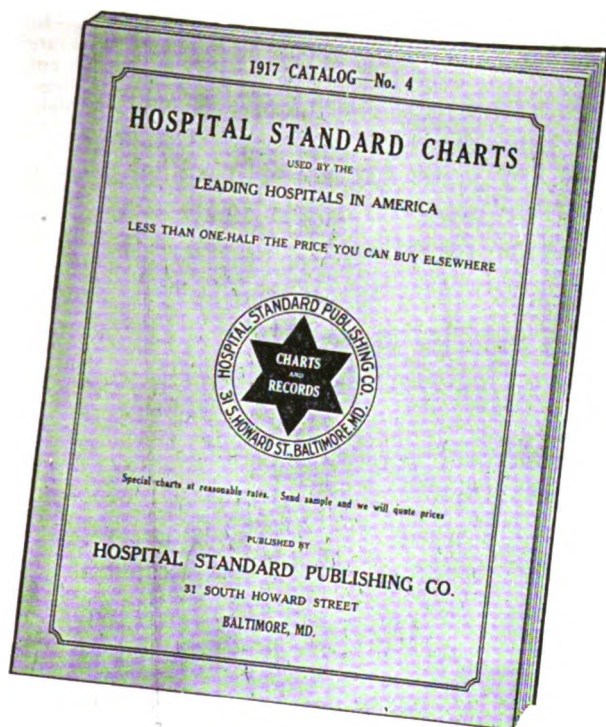 1917 CATALOG—No. 4
HOSPITAL STANDARD CHARTS
USED BY THE
LEADING HOSPITALS IN AMERICA
LESS THAN ONE-HALF THE PRICE YOU CAN BUY ELSEWHERE
HOSPITAL STANDARD PUBLISHING CO.
CHARTS
AND
RECORDS
31 S. HOWARD ST., BALTIMORE, MD.
Special charts at reasonable rates. Send sample and we will quote prices
PUBLISHED BY
HOSPITAL STANDARD PUBLISHING CO.
31 SOUTH HOWARD STREET
BALTIMORE, MD.